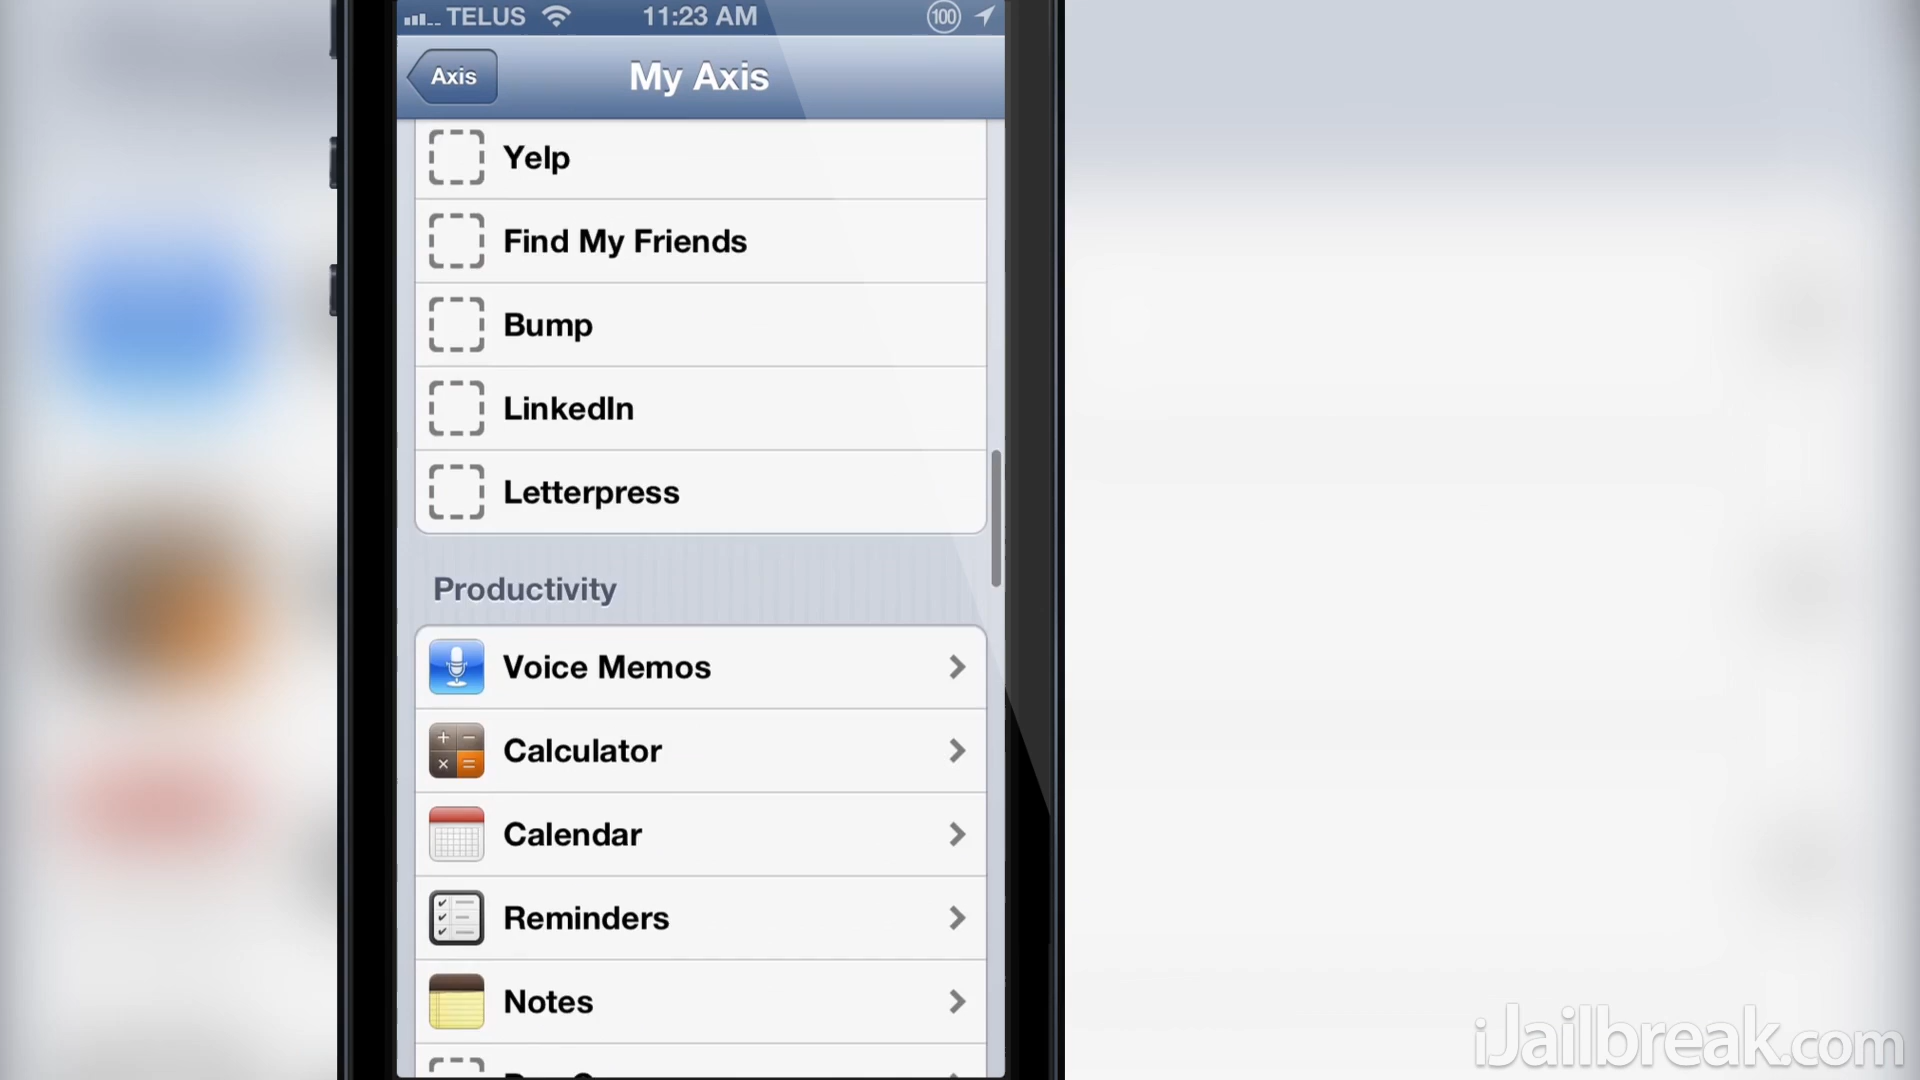 TELUS 11:23 AM 100
Axis My Axis
Yelp
Find My Friends
Bump
LinkedIn
Letterpress
Productivity
Voice Memos
Calculator
Calendar
Reminders
Notes
iJailbreak.com